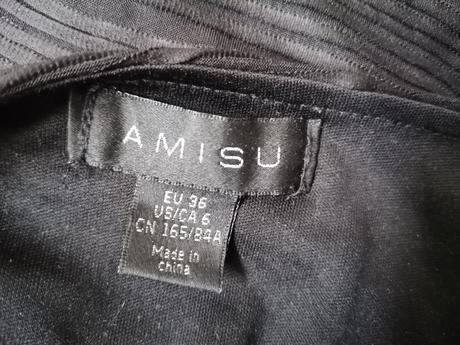 AMISU
EU 36
US/CA 6
CN 165/84A
Made in
china